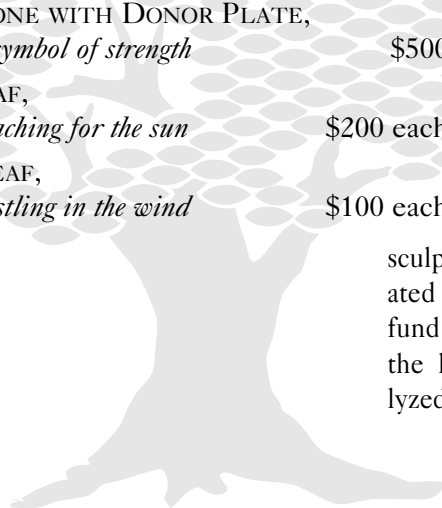 ONE WITH DONOR PLATE,
symbol of strength $500
AF,
aching for the sun $200 each
EAF,
stling in the wind $100 each
sculp
ated
fund
the
lyzed